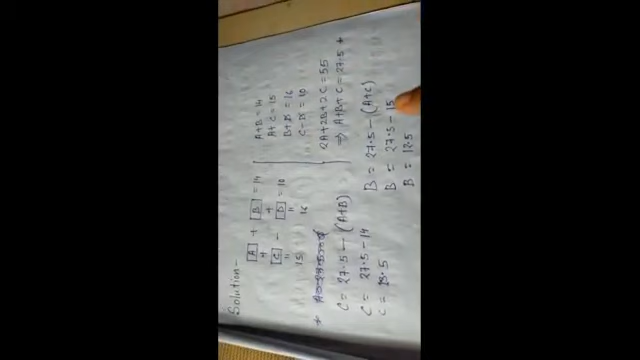 Solution-
A + B = 14
+ +
C - D = 10
" "
15 16
A+B = 14
A+C = 15
B+D = 16
C-D = 10
2A+2B+2C = 55
=> A+B+C = 27.5 *
C = 27.5 - (A+B)
C = 27.5 - 14
C = 13.5
B = 27.5 - (A+C)
B = 27.5 - 15
B = 12.5